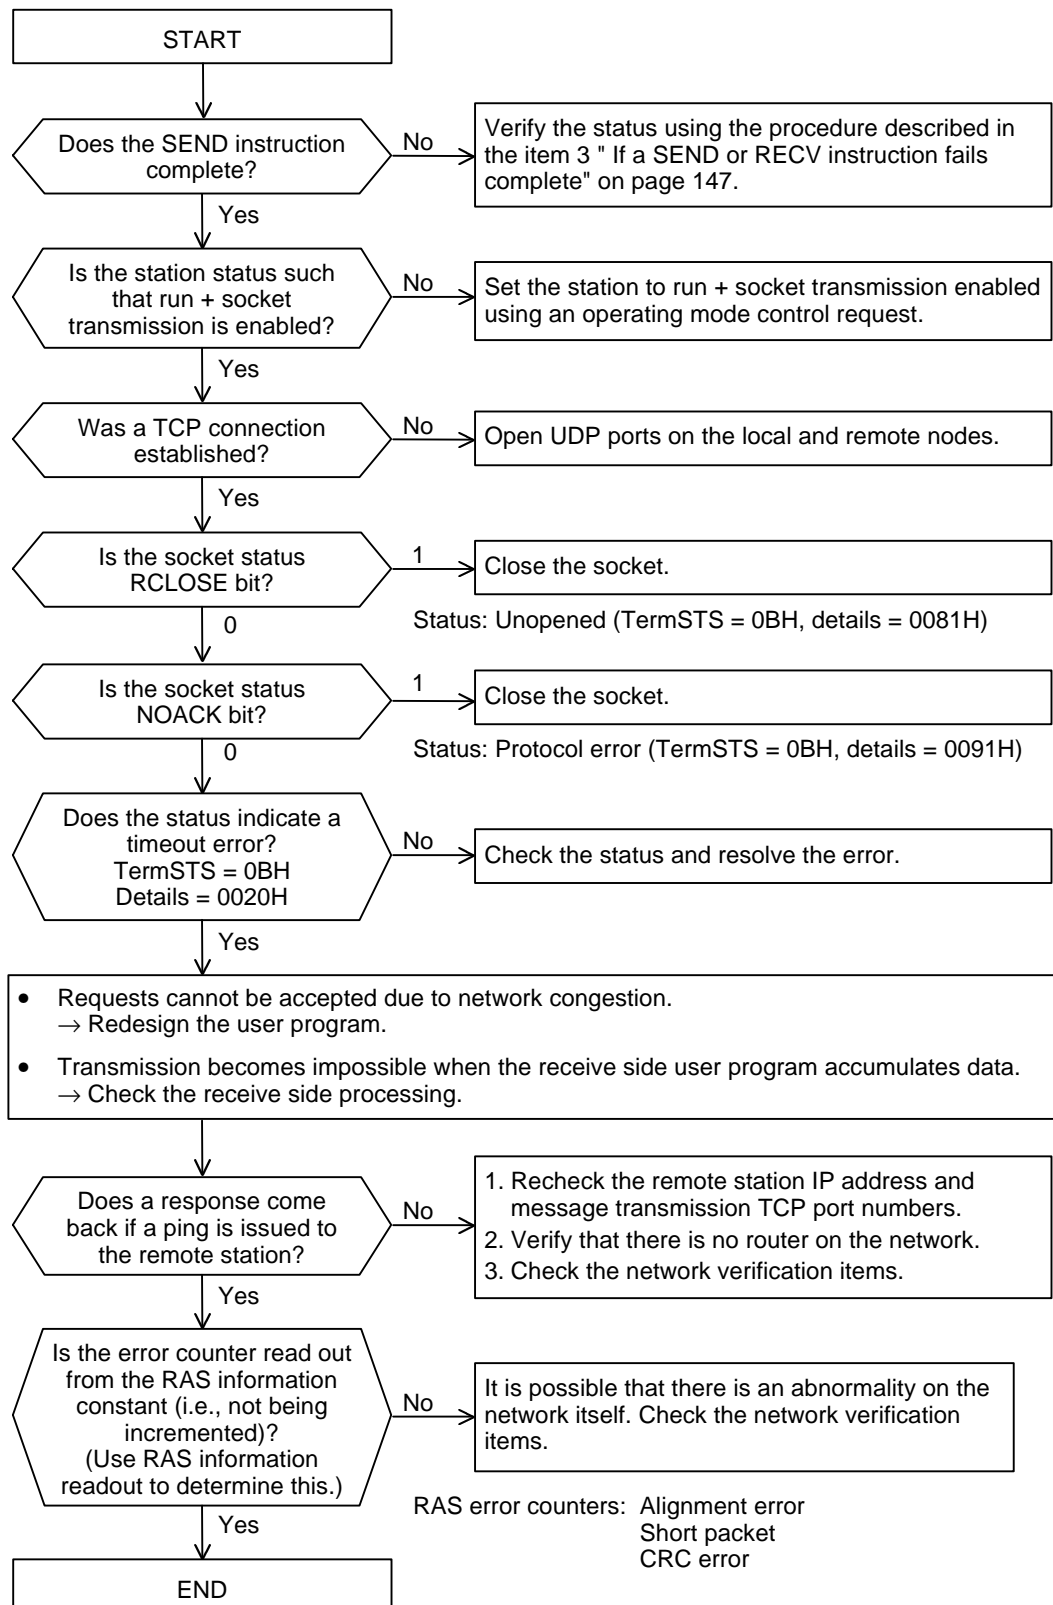 START
Does the SEND instruction
complete?
No
Verify the status using the procedure described in
the item 3 " If a SEND or RECV instruction fails
complete" on page 147.
Yes
Is the station status such
that run + socket
transmission is enabled?
No
Set the station to run + socket transmission enabled
using an operating mode control request.
Yes
Was a TCP connection
established?
No
Open UDP ports on the local and remote nodes.
Yes
Is the socket status
RCLOSE bit?
1
Close the socket.
Status: Unopened (TermSTS = 0BH, details = 0081H)
0
Is the socket status
NOACK bit?
1
Close the socket.
Status: Protocol error (TermSTS = 0BH, details = 0091H)
0
Does the status indicate a
timeout error?
TermSTS = 0BH
Details = 0020H
No
Check the status and resolve the error.
Yes
• Requests cannot be accepted due to network congestion.
→ Redesign the user program.
• Transmission becomes impossible when the receive side user program accumulates data.
→ Check the receive side processing.
Does a response come
back if a ping is issued to
the remote station?
No
1. Recheck the remote station IP address and
message transmission TCP port numbers.
2. Verify that there is no router on the network.
3. Check the network verification items.
Yes
Is the error counter read out
from the RAS information
constant (i.e., not being
incremented)?
(Use RAS information
readout to determine this.)
No
It is possible that there is an abnormality on the
network itself. Check the network verification
items.
RAS error counters: Alignment error
Short packet
CRC error
Yes
END